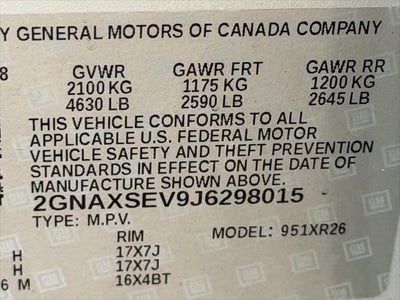 Y GENERAL MOTORS OF CANADA COMPANY
8 GVWR GAWR FRT GAWR RR
2100 KG 1175 KG 1200 KG
4630 LB 2590 LB 2645 LB
THIS VEHICLE CONFORMS TO ALL
APPLICABLE U.S. FEDERAL MOTOR
VEHICLE SAFETY AND THEFT PREVENTION
STANDARDS IN EFFECT ON THE DATE OF
MANUFACTURE SHOWN ABOVE.
2GNAXSEV9J6298015
TYPE: M.P.V. MODEL: 951XR26
RIM
H 17X7J
H 17X7J
6 M 16X4BT